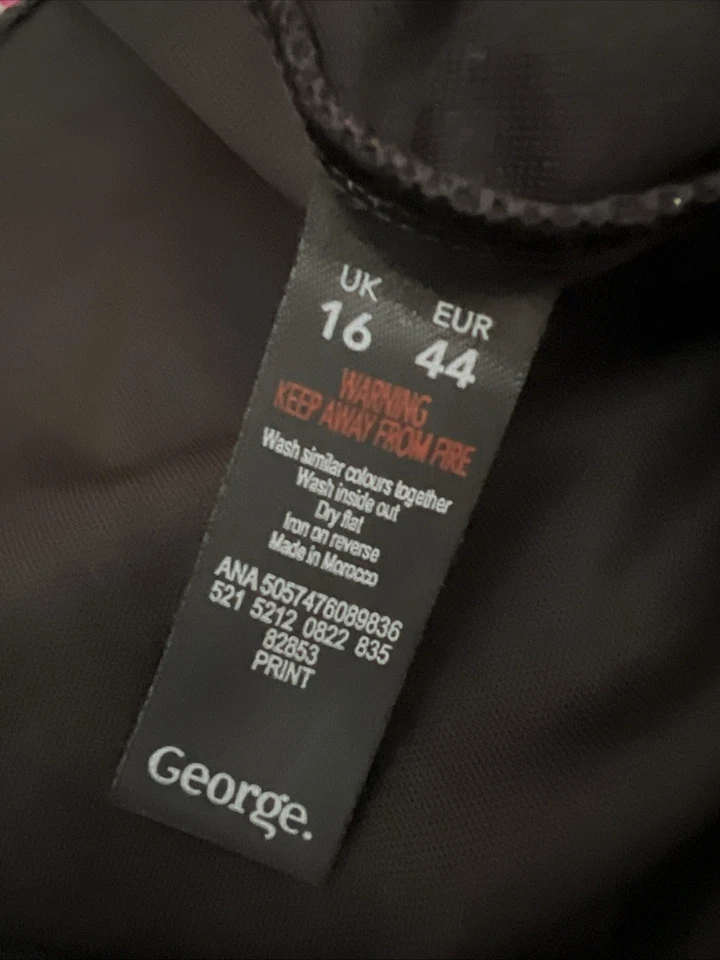 UK EUR
16 44
WARNING
KEEP AWAY FROM FIRE
Wash similar colours together
Wash inside out
Dry flat
Iron on reverse
Made in Morocco
ANA 5057476089836
521 5212 0822 835
82853
PRINT
George.